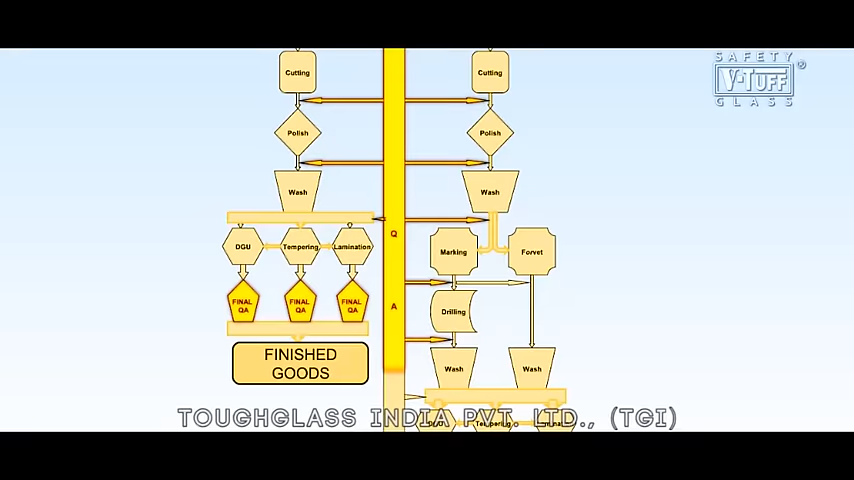 SAFETY
V-TUFF ®
GLASS
Cutting
Cutting
Polish
Polish
Wash
Wash
Q
A
DGU
Tempering
Lamination
Marking
Forvet
FINAL
QA
FINAL
QA
FINAL
QA
Drilling
FINISHED
GOODS
Wash
Wash
TOUGHGLASS INDIA PVT. LTD., (TGI)